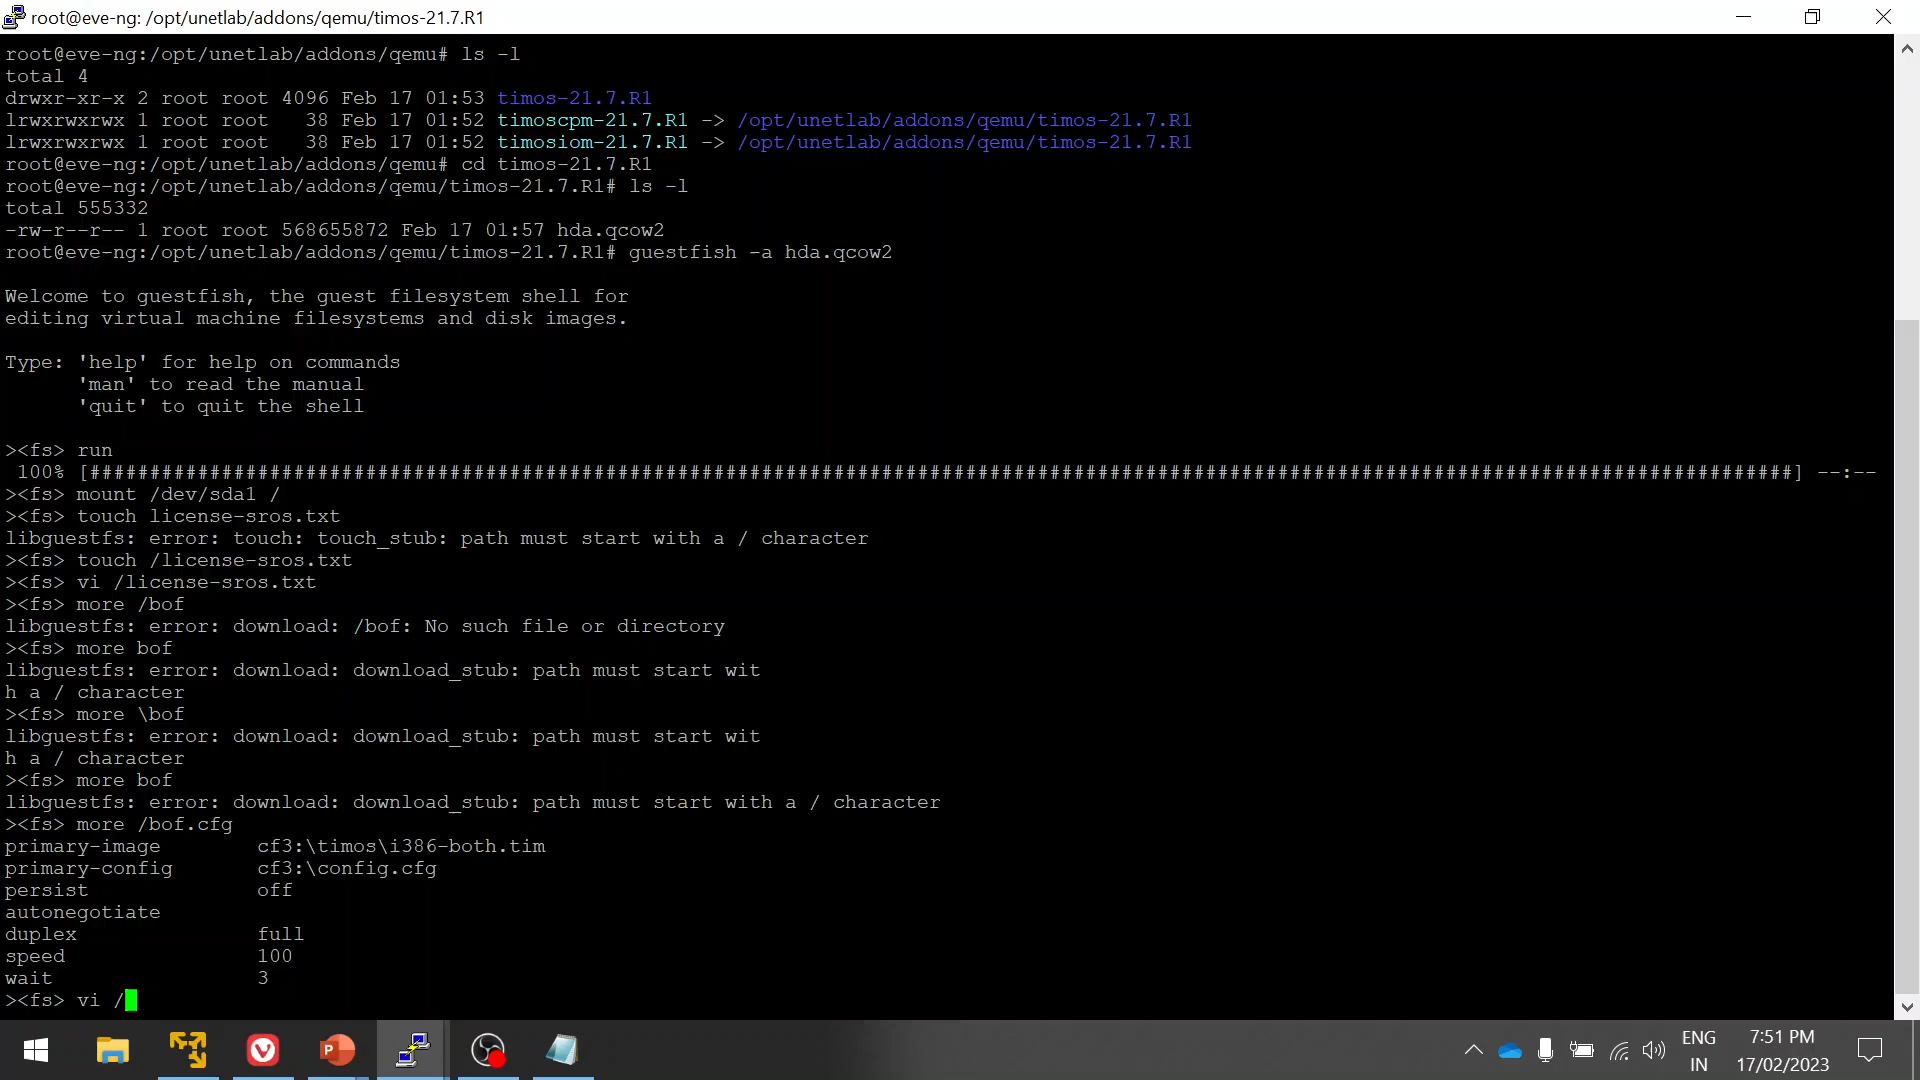 root@eve-ng: /opt/unetlab/addons/qemu/timos-21.7.R1
root@eve-ng:/opt/unetlab/addons/qemu# ls -l
total 4
drwxr-xr-x 2 root root 4096 Feb 17 01:53 timos-21.7.R1
lrwxrwxrwx 1 root root   38 Feb 17 01:52 timoscpm-21.7.R1 -> /opt/unetlab/addons/qemu/timos-21.7.R1
lrwxrwxrwx 1 root root   38 Feb 17 01:52 timosiom-21.7.R1 -> /opt/unetlab/addons/qemu/timos-21.7.R1
root@eve-ng:/opt/unetlab/addons/qemu# cd timos-21.7.R1
root@eve-ng:/opt/unetlab/addons/qemu/timos-21.7.R1# ls -l
total 555332
-rw-r--r-- 1 root root 568655872 Feb 17 01:57 hda.qcow2
root@eve-ng:/opt/unetlab/addons/qemu/timos-21.7.R1# guestfish -a hda.qcow2
Welcome to guestfish, the guest filesystem shell for
editing virtual machine filesystems and disk images.
Type: 'help' for help on commands
      'man' to read the manual
      'quit' to quit the shell
><fs> run
 100% [##############################################################################################################################################] --:--
><fs> mount /dev/sda1 /
><fs> touch license-sros.txt
libguestfs: error: touch: touch_stub: path must start with a / character
><fs> touch /license-sros.txt
><fs> vi /license-sros.txt
><fs> more /bof
libguestfs: error: download: /bof: No such file or directory
><fs> more bof
libguestfs: error: download: download_stub: path must start wit
h a / character
><fs> more \bof
libguestfs: error: download: download_stub: path must start wit
h a / character
><fs> more bof
libguestfs: error: download: download_stub: path must start with a / character
><fs> more /bof.cfg
primary-image        cf3:\timos\i386-both.tim
primary-config       cf3:\config.cfg
persist              off
autonegotiate
duplex               full
speed                100
wait                 3
><fs> vi /
ENG
IN
7:51 PM
17/02/2023